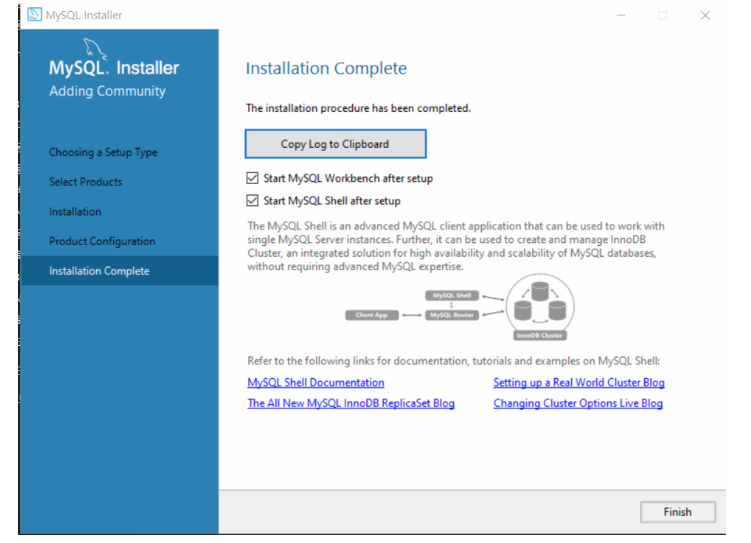 MySQL Installer
MySQL. Installer
Adding Community
Choosing a Setup Type
Select Products
Installation
Product Configuration
Installation Complete
Installation Complete
The installation procedure has been completed.
Copy Log to Clipboard
Start MySQL Workbench after setup
Start MySQL Shell after setup
The MySQL Shell is an advanced MySQL client application that can be used to work with
single MySQL Server instances. Further, it can be used to create and manage InnoDB
Cluster, an integrated solution for high availability and scalability of MySQL databases,
without requiring advanced MySQL expertise.
MySQL Shell
Client App
MySQL Router
InnoDB Cluster
Refer to the following links for documentation, tutorials and examples on MySQL Shell:
MySQL Shell Documentation
Setting up a Real World Cluster Blog
The All New MySQL InnoDB ReplicaSet Blog
Changing Cluster Options Live Blog
Finish